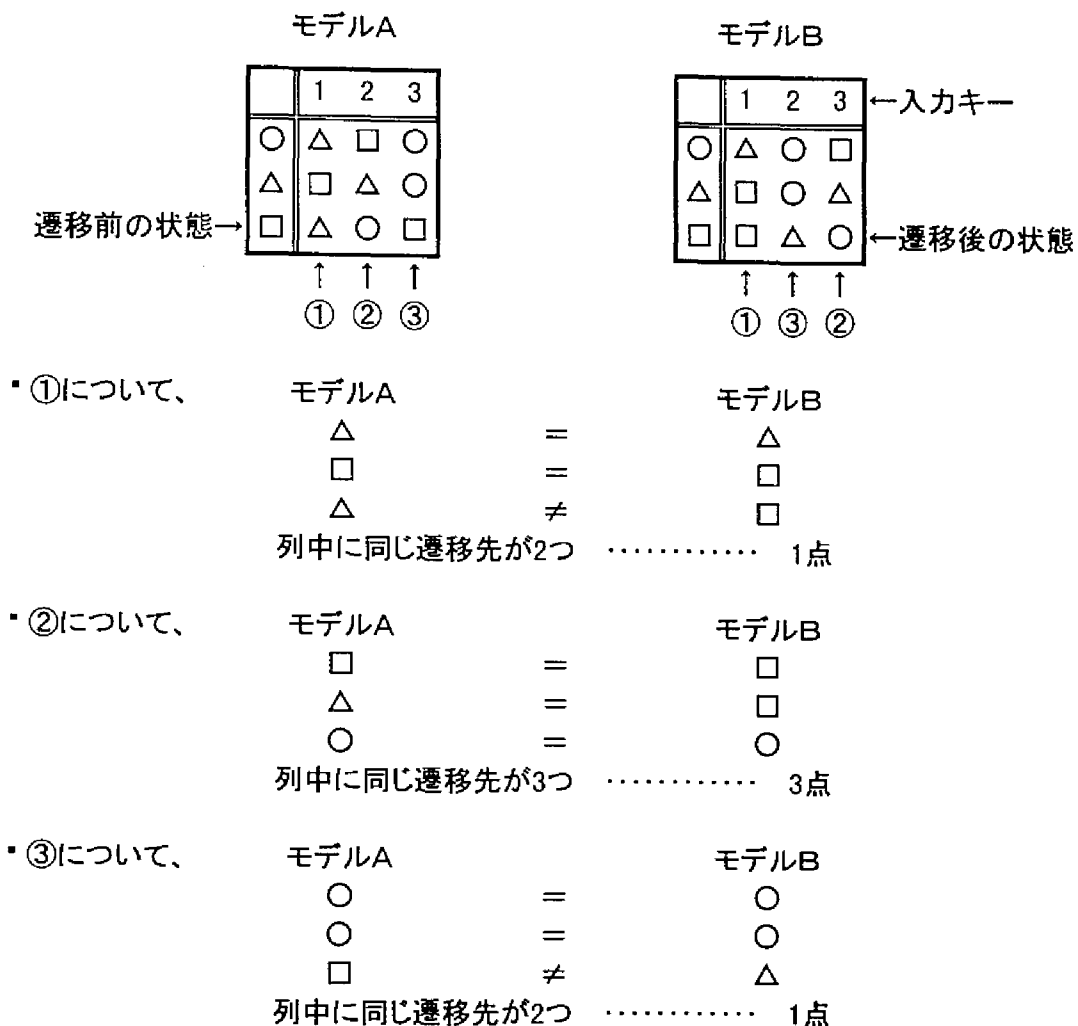 モデルA モデルB
1 2 3 1 2 3 ←入力キー
○ △ □ ○ ○ △ ○ □
△ □ △ ○ △ □ ○ △
遷移前の状態→ □ △ ○ □ □ □ △ ○ ←遷移後の状態
↑ ↑ ↑ ↑ ↑ ↑
① ② ③ ① ③ ②
▪ ①について、 モデルA モデルB
△ = △
□ = □
△ ≠ □
列中に同じ遷移先が2つ ………… 1点
▪ ②について、 モデルA モデルB
□ = □
△ = □
○ = ○
列中に同じ遷移先が3つ ………… 3点
▪ ③について、 モデルA モデルB
○ = ○
○ = ○
□ ≠ △
列中に同じ遷移先が2つ ………… 1点